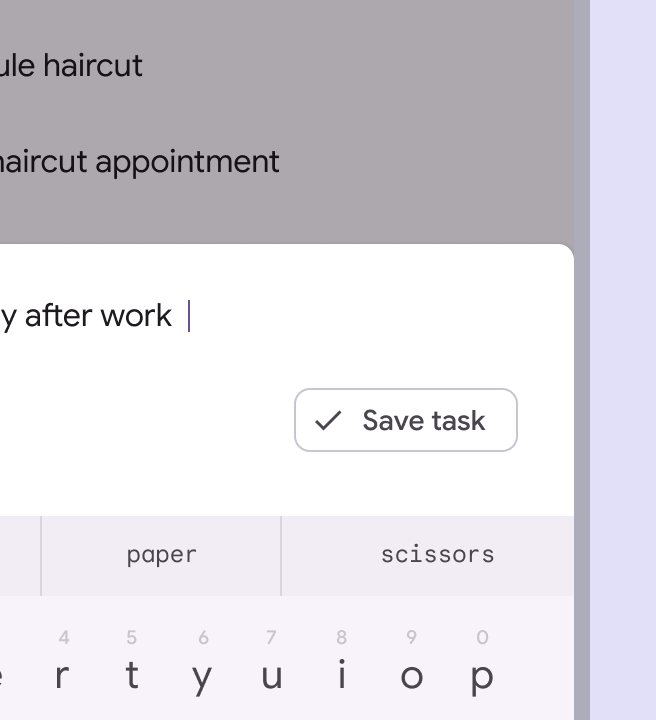 ule haircut
haircut appointment
y after work
Save task
paper scissors
4 5 6 7 8 9 0
e r t y u i o p